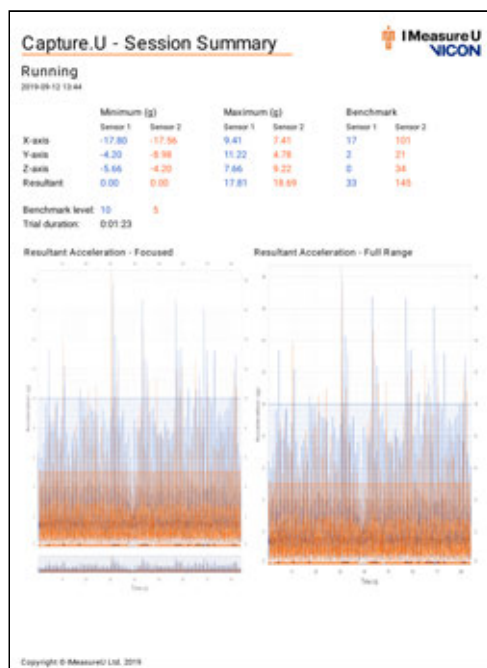 Capture.U - Session Summary
IMeasureU
VICON
Running
2019-09-12 13:44
Minimum (g) Maximum (g) Benchmark
Sensor 1 Sensor 2 Sensor 1 Sensor 2 Sensor 1 Sensor 2
X-axis -17.80 -17.56 9.41 7.41 17 101
Y-axis -4.20 -8.98 11.22 4.78 2 21
Z-axis -5.66 -4.20 7.66 9.22 0 34
Resultant 0.00 0.00 17.81 18.69 33
Benchmark level: 10 5
Trial duration: 0:01:23
Resultant Acceleration - Focused Resultant Acceleration - Full Range
Copyright © IMeasureU Ltd. 2019